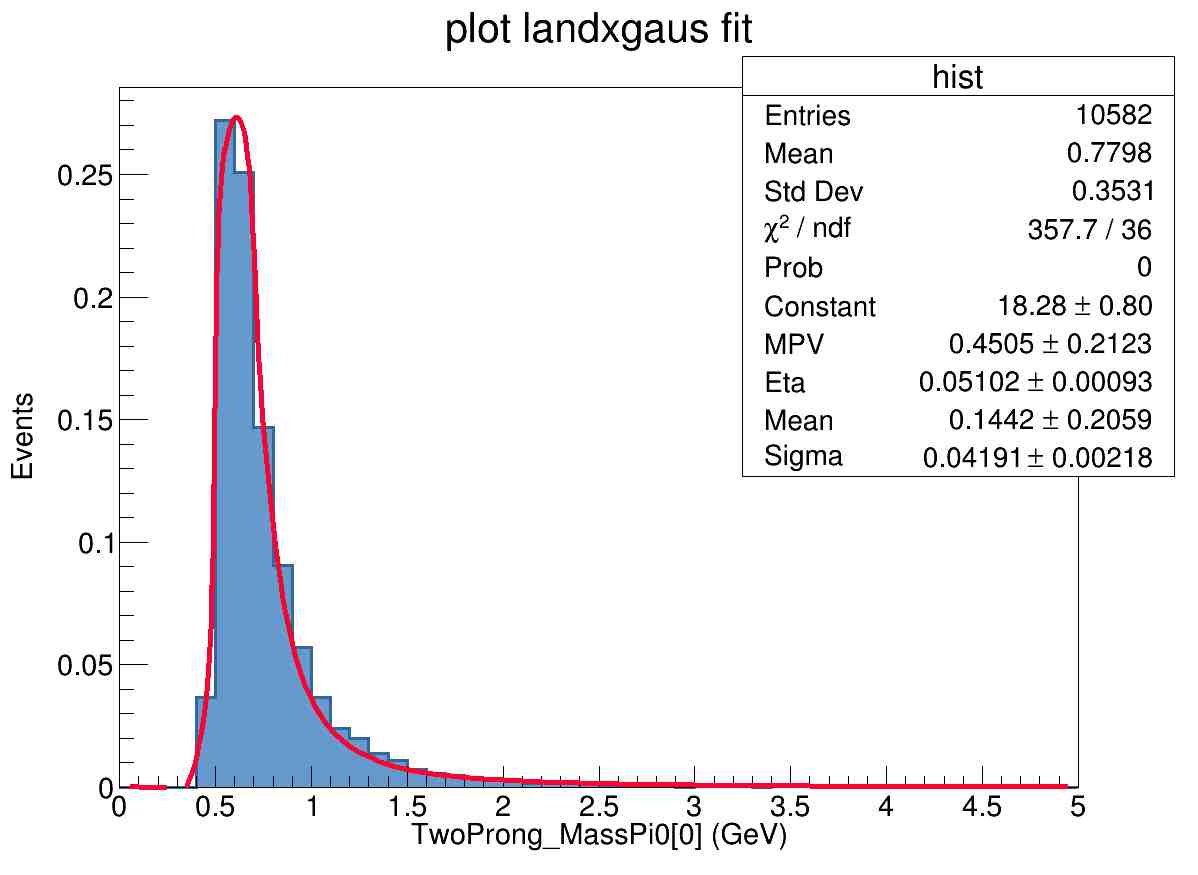 plot landxgaus fit
hist
Entries 10582
Mean 0.7798
Std Dev 0.3531
χ² / ndf 357.7 / 36
Prob 0
Constant 18.28 ± 0.80
MPV 0.4505 ± 0.2123
Eta 0.05102 ± 0.00093
Mean 0.1442 ± 0.2059
Sigma 0.04191 ± 0.00218
Events
0.25
0.2
0.15
0.1
0.05
0
0 0.5 1 1.5 2 2.5 3 3.5 4 4.5 5
TwoProng_MassPi0[0] (GeV)